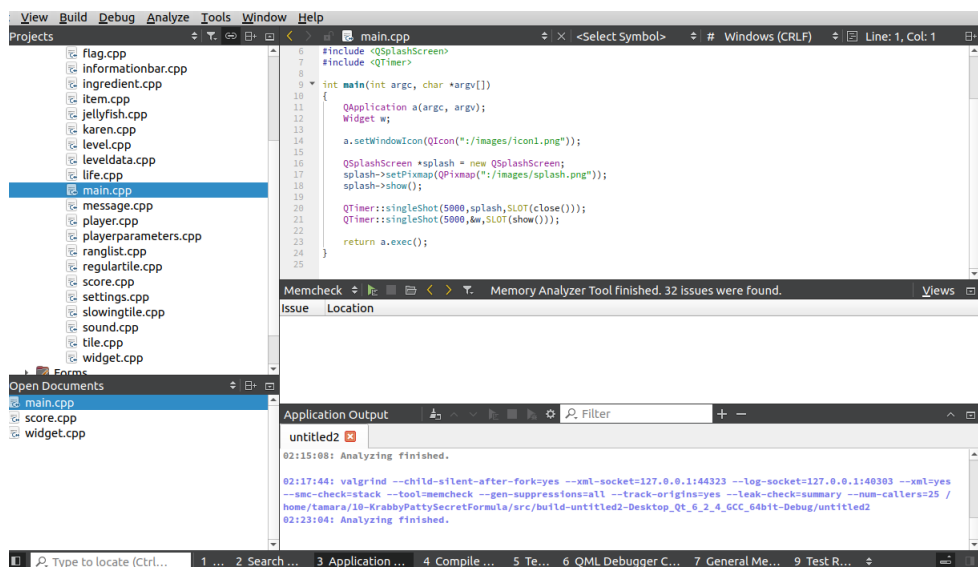 View Build Debug Analyze Tools Window Help
Projects
main.cpp
<Select Symbol>
# Windows (CRLF)
Line: 1, Col: 1
flag.cpp
informationbar.cpp
ingredient.cpp
item.cpp
jellyfish.cpp
karen.cpp
level.cpp
leveldata.cpp
life.cpp
main.cpp
message.cpp
player.cpp
playerparameters.cpp
ranglist.cpp
regulartile.cpp
score.cpp
settings.cpp
slowingtile.cpp
sound.cpp
tile.cpp
widget.cpp
Forms
6 #include <QSplashScreen>
7 #include <QTimer>
8
9 int main(int argc, char *argv[])
10 {
11 QApplication a(argc, argv);
12 Widget w;
13
14 a.setWindowIcon(QIcon(":/images/icon1.png"));
15
16 QSplashScreen *splash = new QSplashScreen;
17 splash->setPixmap(QPixmap(":/images/splash.png"));
18 splash->show();
19
20 QTimer::singleShot(5000,splash,SLOT(close()));
21 QTimer::singleShot(5000,&w,SLOT(show()));
22
23 return a.exec();
24 }
25
Memcheck
Memory Analyzer Tool finished. 32 issues were found.
Views
Issue Location
Open Documents
main.cpp
score.cpp
widget.cpp
Application Output
Filter
untitled2
02:15:08: Analyzing finished.
02:17:44: valgrind --child-silent-after-fork=yes --xml-socket=127.0.0.1:44323 --log-socket=127.0.0.1:40303 --xml=yes
--smc-check=stack --tool=memcheck --gen-suppressions=all --track-origins=yes --leak-check=summary --num-callers=25 /
home/tamara/10-KrabbyPattySecretFormula/src/build-untitled2-Desktop_Qt_6_2_4_GCC_64bit-Debug/untitled2
02:23:04: Analyzing finished.
Type to locate (Ctrl...
1 ... 2 Search ... 3 Application ... 4 Compile ... 5 Te... 6 QML Debugger C... 7 General Me... 9 Test R...